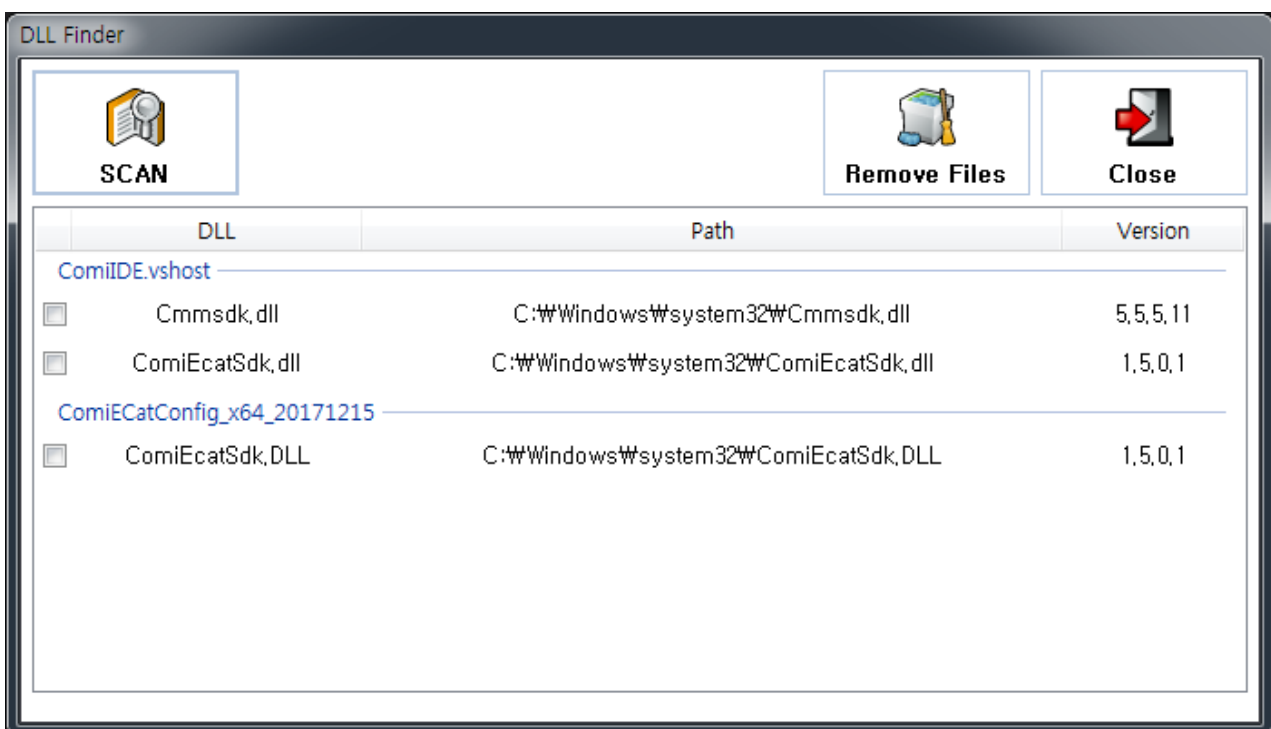 DLL Finder
SCAN Remove Files Close
DLL Path Version
ComiIDE.vshost
Cmmsdk,dll C:₩Windows₩system32₩Cmmsdk,dll 5,5,5,11
ComiEcatSdk,dll C:₩Windows₩system32₩ComiEcatSdk,dll 1,5,0,1
ComiECatConfig_x64_20171215
ComiEcatSdk,DLL C:₩Windows₩system32₩ComiEcatSdk,DLL 1,5,0,1